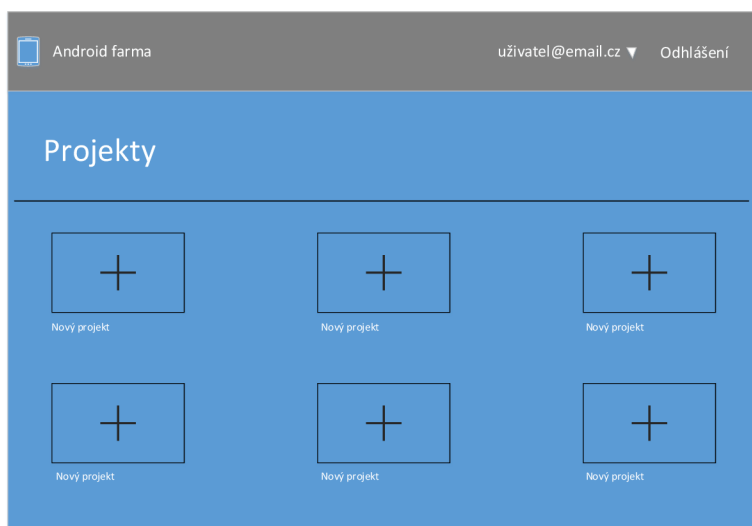 Android farma
uživatel@email.cz
Odhlášení
Projekty
Nový projekt
Nový projekt
Nový projekt
Nový projekt
Nový projekt
Nový projekt